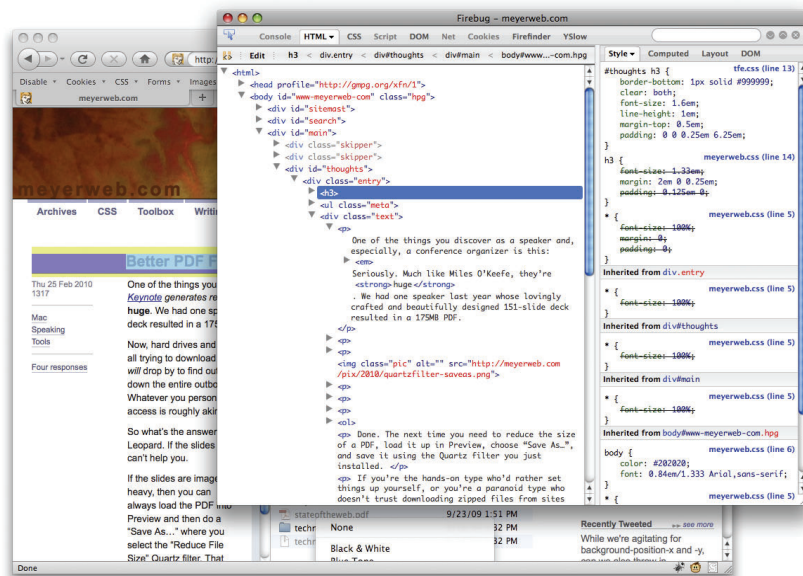 Firebug – meyerweb.com
Console HTML CSS Script DOM Net Cookies Firefinder YSlow
Edit h3 < div.entry < div#thoughts < div#main < body#www-...-com.hpg
<html>
<head profile="http://gmpg.org/xfn/1">
<body id="www-meyerweb-com" class="hpg">
<div id="sitemast">
<div id="search">
<div id="main">
<div class="skipper">
<div class="skipper">
<div id="thoughts">
<div class="entry">
<h3>
<ul class="meta">
<div class="text">
<p>
One of the things you discover as a speaker and,
especially, a conference organizer is this:
<em>
Seriously. Much like Miles O'Keefe, they're
<strong> huge </strong>
. We had one speaker last year whose lovingly
crafted and beautifully designed 151-slide deck
resulted in a 175MB PDF.
</p>
<p>
<p>
<img class="pic" alt="" src="http://meyerweb.com
/pix/2010/quartzfilter-saveas.png">
<p>
<p>
<ol>
<p> Done. The next time you need to reduce the size
of a PDF, load it up in Preview, choose “Save As…”,
and save it using the Quartz filter you just
installed. </p>
<p> If you're the hands-on type who'd rather set
things up yourself, or you're a paranoid type who
doesn't trust downloading zipped files from sites
Style Computed Layout DOM
tfe.css (line 13)
#thoughts h3 {
border-bottom: 1px solid #999999;
clear: both;
font-size: 1.6em;
line-height: 1em;
margin-top: 0.5em;
padding: 0 0 0.25em 6.25em;
}
meyerweb.css (line 14)
h3 {
font-size: 1.33em;
margin: 2em 0 0.25em;
padding: 0.125em 0;
}
* { meyerweb.css (line 5)
font-size: 100%;
margin: 0;
padding: 0;
}
Inherited from div.entry
* { meyerweb.css (line 5)
font-size: 100%;
}
Inherited from div#thoughts
* { meyerweb.css (line 5)
font-size: 100%;
}
Inherited from div#main
* { meyerweb.css (line 5)
font-size: 100%;
}
Inherited from body#www-meyerweb-com.hpg
body { meyerweb.css (line 6)
color: #202020;
font: 0.84em/1.333 Arial,sans-serif;
}
* { meyerweb.css (line 5)
http:
Disable Cookies CSS Forms Images
meyerweb.com
meyerweb.com
Archives CSS Toolbox
Better PDF
Thu 25 Feb 2010
1317
Mac
Speaking
Tools
Four responses
One of the things you
Keynote generates
huge. We had one
deck resulted in a
Now, hard drives and
all trying to download
will drop by to find
down the entire
Whatever you
access is roughly
So what's the answer
Leopard. If the slides
can't help you.
If the slides are image
heavy, then you can
always load the PDF into
Preview and then do a
“Save As…” where you
select the “Reduce File
Size” Quartz filter. That
stateoftheweb.pdf 9/23/09 1:51 PM
None
Black & White
Blue Tone
Recently Tweeted see more
While we're agitating for
background-position-x and -y,
Done